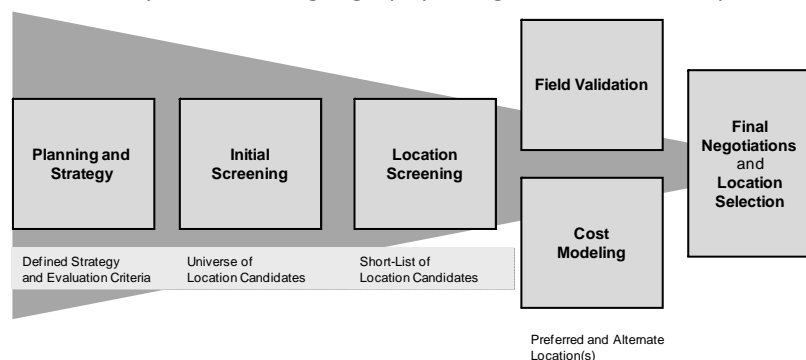 Planning and
Strategy
Initial
Screening
Location
Screening
Field Validation
Cost
Modeling
Final
Negotiations
and
Location
Selection
Defined Strategy
and Evaluation Criteria
Universe of
Location Candidates
Short-List of
Location Candidates
Preferred and Alternate
Location(s)